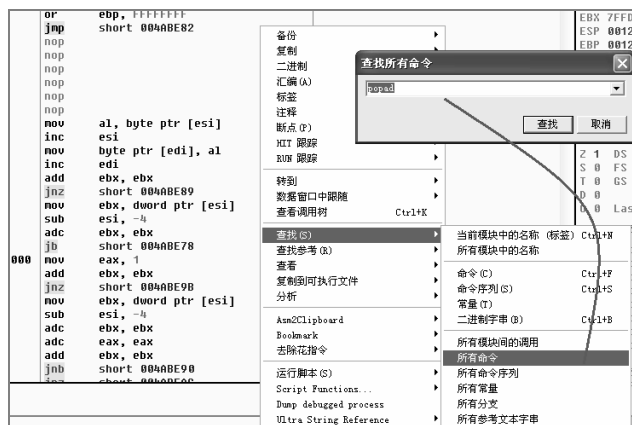 or ebp, FFFFFFFF
jmp short 004ABE82
nop
nop
nop
nop
nop
nop
mov al, byte ptr [esi]
inc esi
mov byte ptr [edi], al
inc edi
add ebx, ebx
jnz short 004ABE89
mov ebx, dword ptr [esi]
sub esi, -4
adc ebx, ebx
jb short 004ABE78
000 mov eax, 1
add ebx, ebx
jnz short 004ABE9B
mov ebx, dword ptr [esi]
sub esi, -4
adc ebx, ebx
adc eax, eax
add ebx, ebx
jnb short 004ABE90
备份
复制
二进制
汇编(A)
标签
注释
断点(P)
HIT 跟踪
RUN 跟踪
转到
数据窗口中跟随
查看调用树 Ctrl+K
查找(S)
查找参考(R)
查看
复制到可执行文件
分析
Asm2Clipboard
Bookmark
去除花指令
运行脚本(S)
Script Functions...
Dump debugged process
Ultra String Reference
查找所有命令
popad
查找 取消
当前模块中的名称 (标签) Ctrl+N
所有模块中的名称
命令(C) Ctrl+F
命令序列(S) Ctrl+S
常量(T)
二进制字串(B) Ctrl+B
所有模块间的调用
所有命令
所有命令序列
所有常量
所有分支
所有参考文本字串
EBX 7FFD
ESP 0012
EBP 0012
Z 1 DS
S 0 FS
T 0 GS
D 0
0 Las